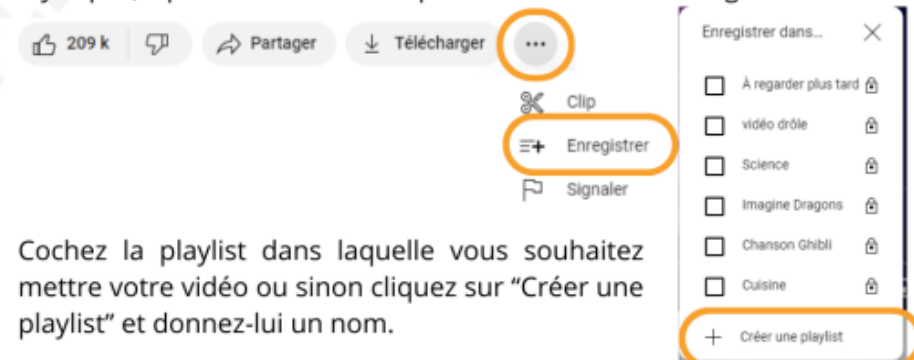 209 k
Partager
Télécharger
...
Clip
Enregistrer
Signaler
Enregistrer dans...
À regarder plus tard
vidéo drôle
Science
Imagine Dragons
Chanson Ghibli
Cuisine
+ Créer une playlist
Cochez la playlist dans laquelle vous souhaitez
mettre votre vidéo ou sinon cliquez sur “Créer une
playlist” et donnez-lui un nom.